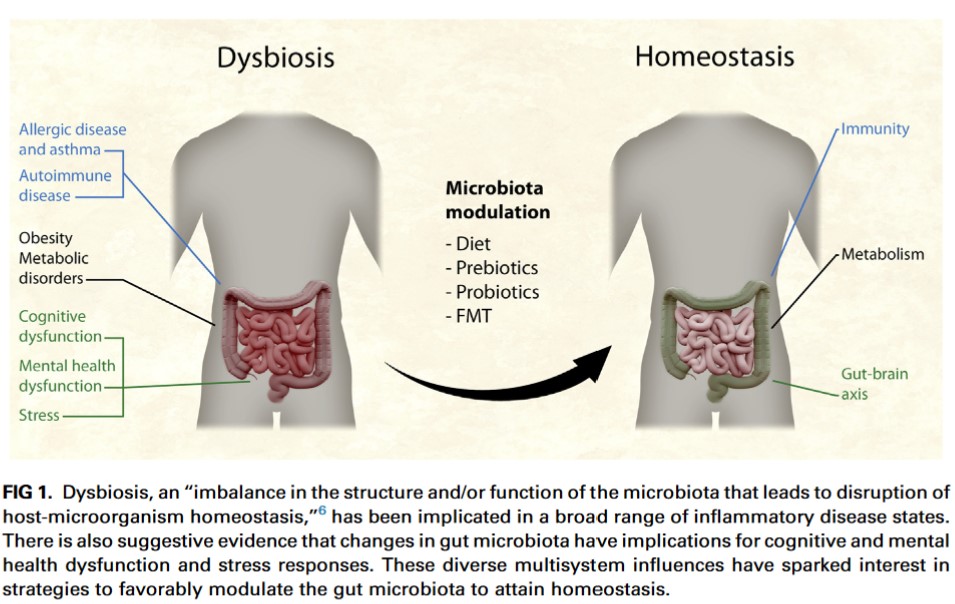 Dysbiosis
Homeostasis
Allergic disease
and asthma
Autoimmune
disease
Obesity
Metabolic
disorders
Cognitive
dysfunction
Mental health
dysfunction
Stress
Microbiota
modulation
- Diet
- Prebiotics
- Probiotics
- FMT
Immunity
Metabolism
Gut-brain
axis
FIG 1. Dysbiosis, an “imbalance in the structure and/or function of the microbiota that leads to disruption of
host-microorganism homeostasis,”6 has been implicated in a broad range of inflammatory disease states.
There is also suggestive evidence that changes in gut microbiota have implications for cognitive and mental
health dysfunction and stress responses. These diverse multisystem influences have sparked interest in
strategies to favorably modulate the gut microbiota to attain homeostasis.